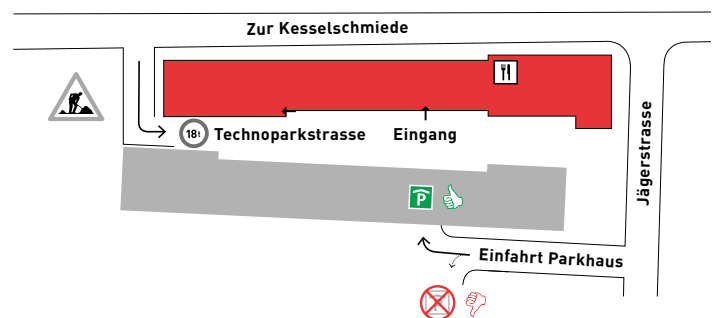 Zur Kesselschmiede
18t
Technoparkstrasse
Eingang
Jägerstrasse
P
Einfahrt Parkhaus
P